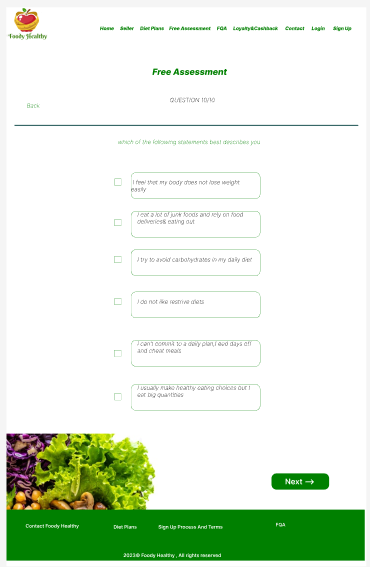 Foody Healthy
Home Seller Diet Plans Free Assessment FQA Loyalty&Cashback Contact Login Sign Up
Free Assessment
QUESTION 10/10
Back
which of the following statements best describes you
I feel that my body does not lose weight
easily
I eat a lot of junk foods and rely on food
deliveries& eating out
I try to avoid carbohydrates in my daily diet
I do not like restrive diets
I can't commit to a daily plan,I ked days off
and cheat meals
I usually make healthy eating choices but I
eat big quantities
Next →
Contact Foody Healthy Diet Plans Sign Up Process And Terms FQA
2023© Foody Healthy , All rights reserved